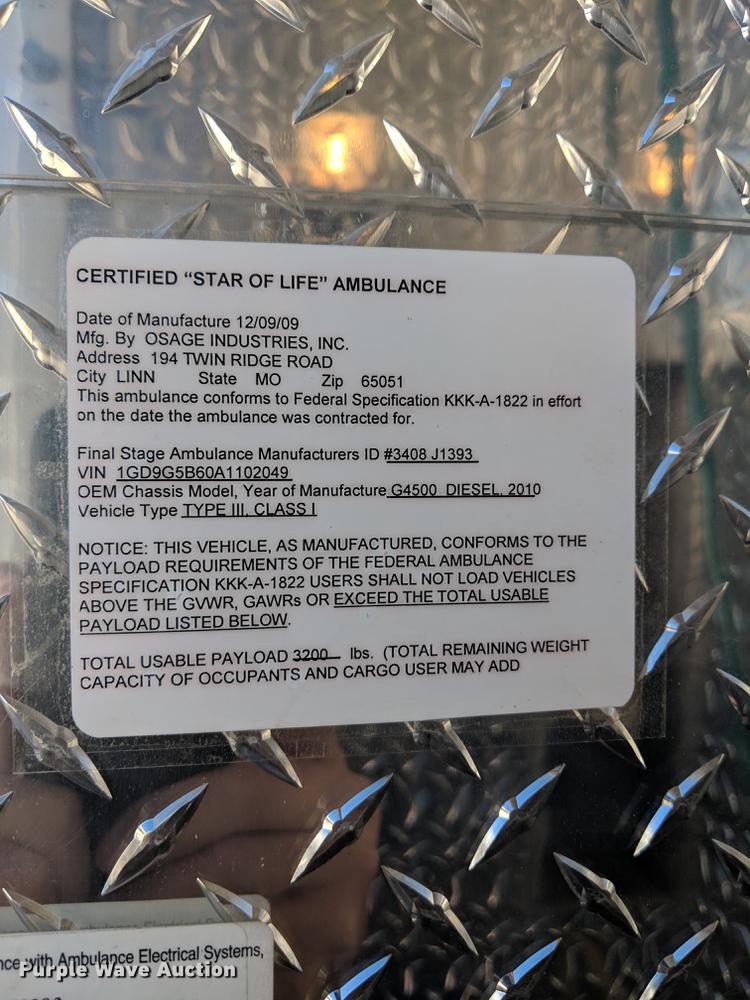 CERTIFIED “STAR OF LIFE” AMBULANCE
Date of Manufacture 12/09/09
Mfg. By OSAGE INDUSTRIES, INC.
Address 194 TWIN RIDGE ROAD
City LINN State MO Zip 65051
This ambulance conforms to Federal Specification KKK-A-1822 in effort
on the date the ambulance was contracted for.
Final Stage Ambulance Manufacturers ID #3408 J1393
VIN 1GD9G5B60A1102049
OEM Chassis Model, Year of Manufacture G4500 DIESEL, 2010
Vehicle Type TYPE III, CLASS I
NOTICE: THIS VEHICLE, AS MANUFACTURED, CONFORMS TO THE
PAYLOAD REQUIREMENTS OF THE FEDERAL AMBULANCE
SPECIFICATION KKK-A-1822 USERS SHALL NOT LOAD VEHICLES
ABOVE THE GVWR, GAWRs OR EXCEED THE TOTAL USABLE
PAYLOAD LISTED BELOW.
TOTAL USABLE PAYLOAD 3200 lbs. (TOTAL REMAINING WEIGHT
CAPACITY OF OCCUPANTS AND CARGO USER MAY ADD
with Ambulance Electrical Systems,
Purple Wave Auction